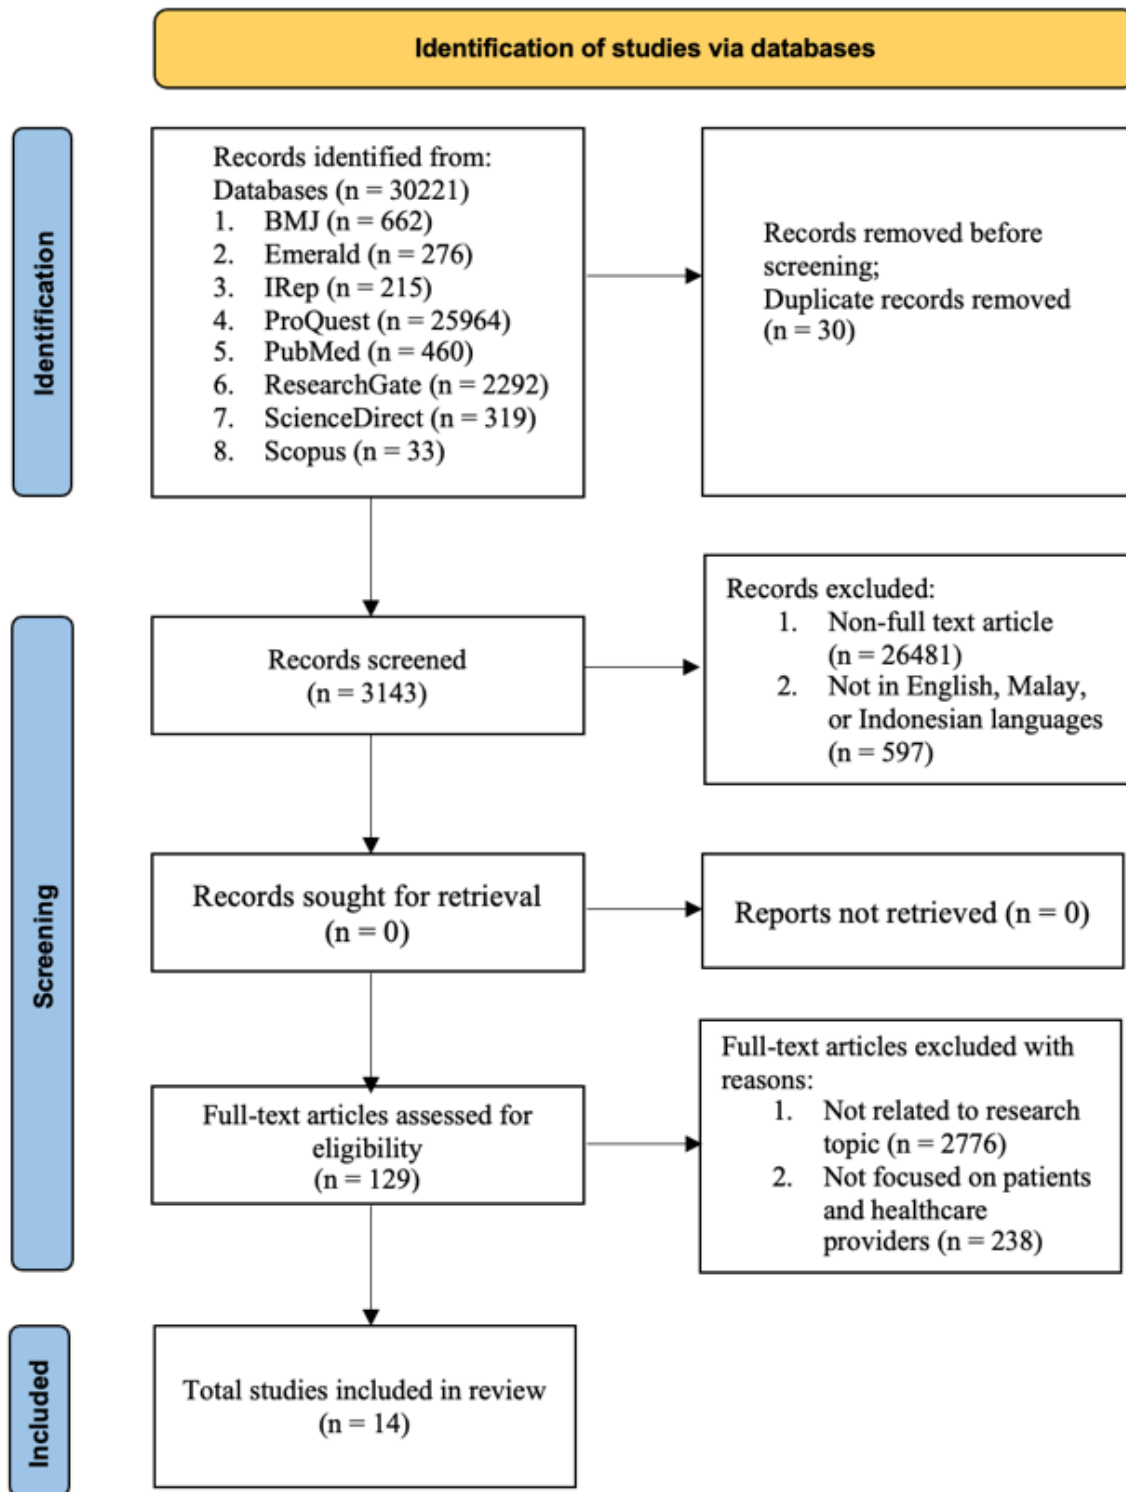 Identification of studies via databases
Identification
Records identified from:
Databases (n = 30221)
1. BMJ (n = 662)
2. Emerald (n = 276)
3. IRep (n = 215)
4. ProQuest (n = 25964)
5. PubMed (n = 460)
6. ResearchGate (n = 2292)
7. ScienceDirect (n = 319)
8. Scopus (n = 33)
Records removed before
screening;
Duplicate records removed
(n = 30)
Screening
Records screened
(n = 3143)
Records excluded:
1. Non-full text article
(n = 26481)
2. Not in English, Malay,
or Indonesian languages
(n = 597)
Records sought for retrieval
(n = 0)
Reports not retrieved (n = 0)
Full-text articles assessed for
eligibility
(n = 129)
Full-text articles excluded with
reasons:
1. Not related to research
topic (n = 2776)
2. Not focused on patients
and healthcare
providers (n = 238)
Included
Total studies included in review
(n = 14)